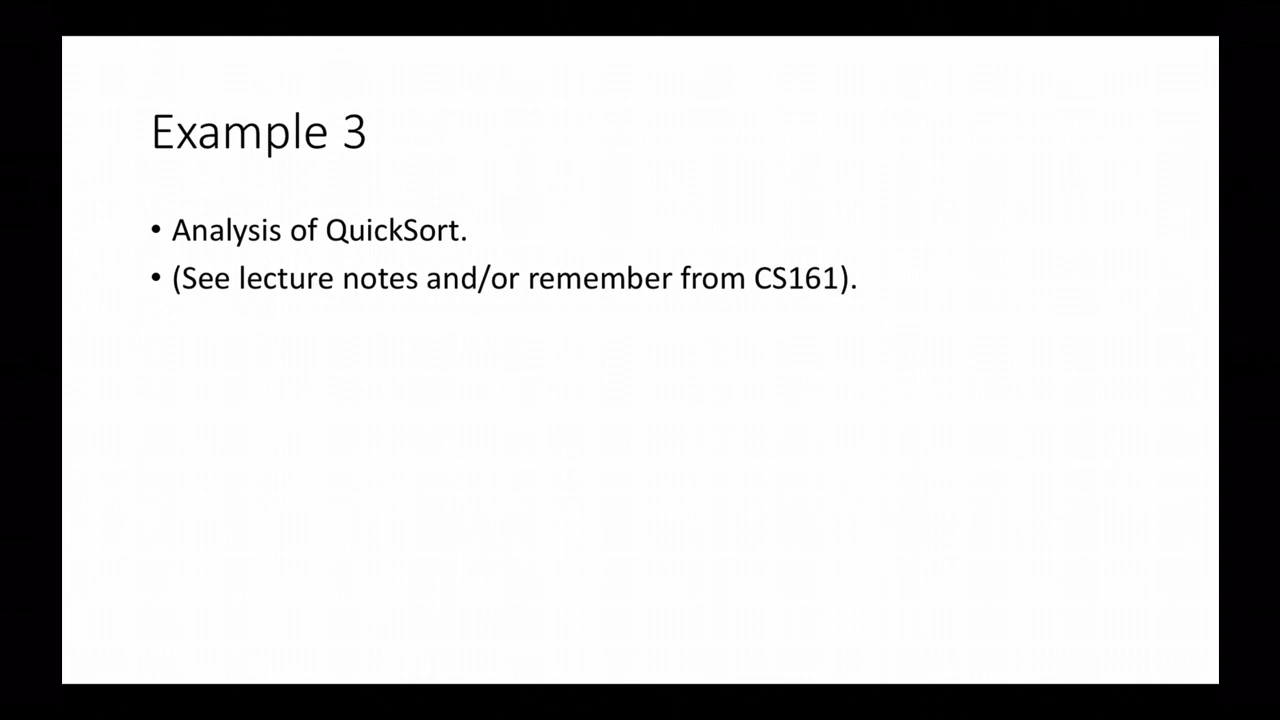 Example 3
• Analysis of QuickSort.
• (See lecture notes and/or remember from CS161).